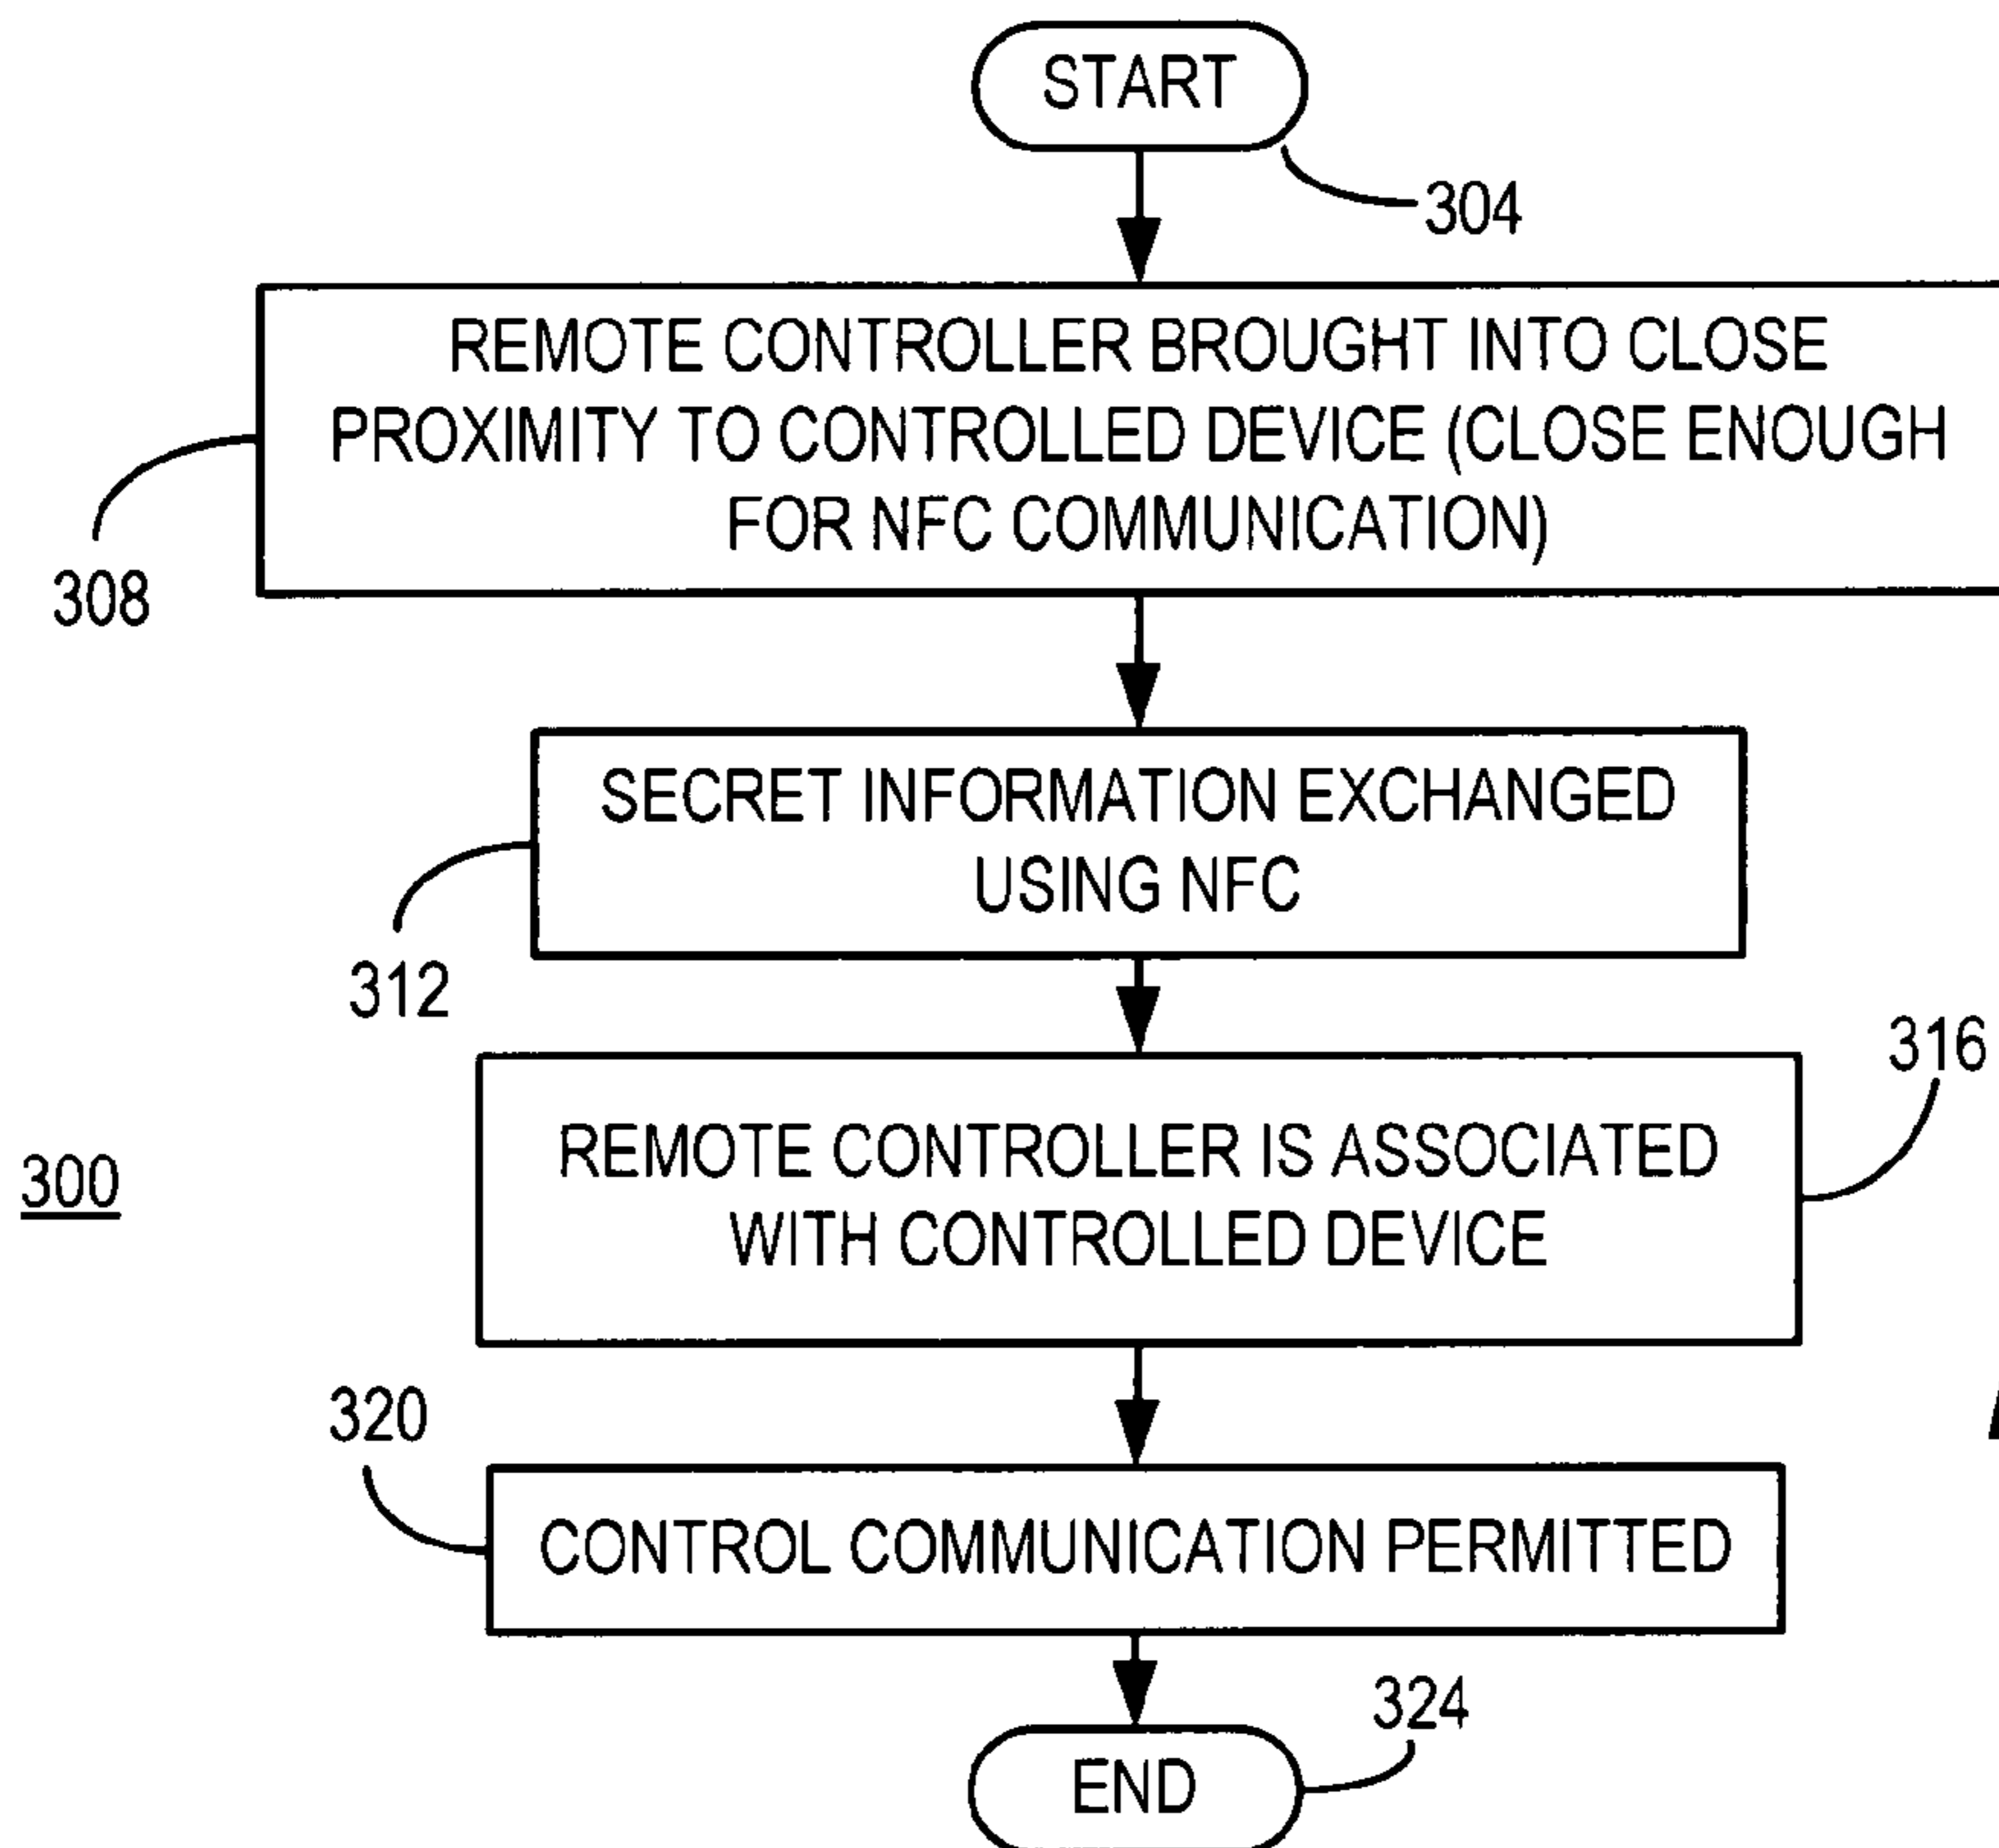 START
304
REMOTE CONTROLLER BROUGHT INTO CLOSE
PROXIMITY TO CONTROLLED DEVICE (CLOSE ENOUGH
FOR NFC COMMUNICATION)
308
SECRET INFORMATION EXCHANGED
USING NFC
312
316
REMOTE CONTROLLER IS ASSOCIATED
WITH CONTROLLED DEVICE
300
320
CONTROL COMMUNICATION PERMITTED
324
END